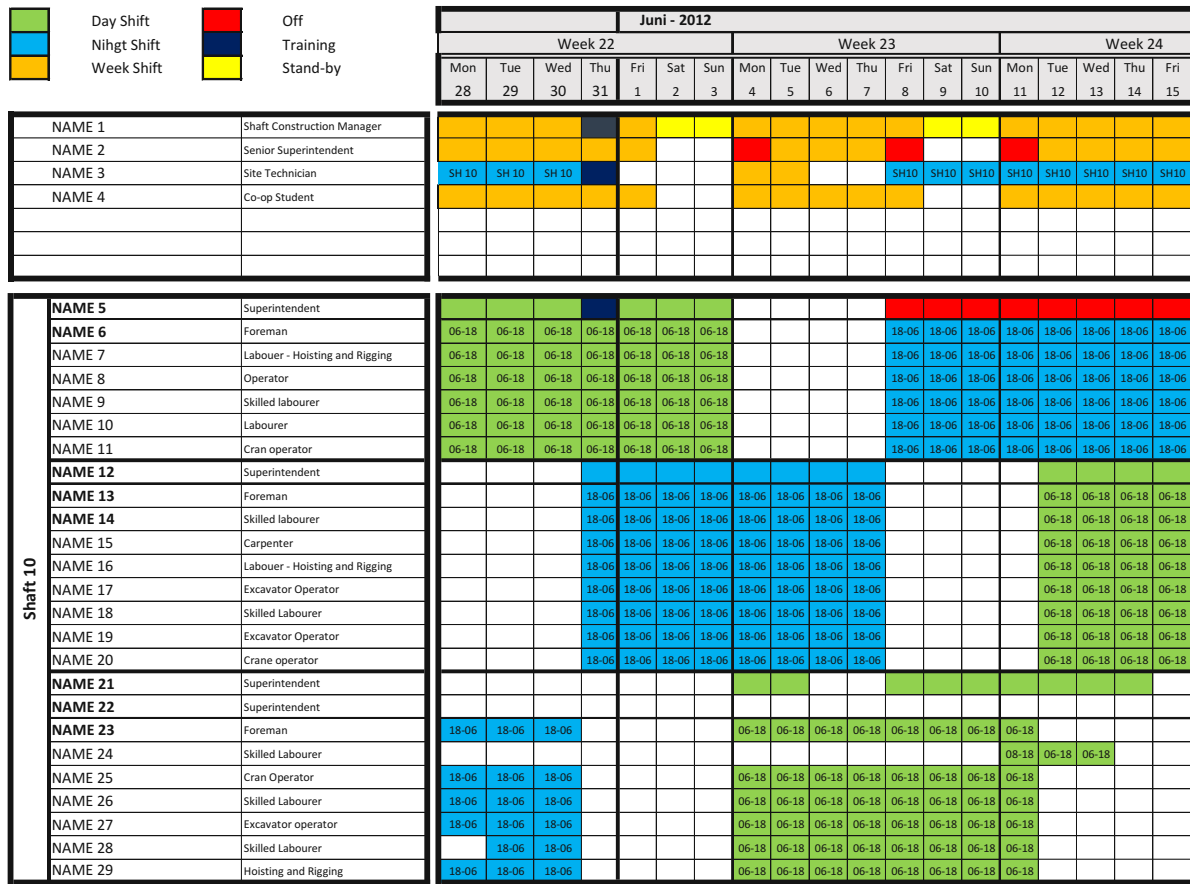 Day Shift Off
Nihgt Shift Training
Week Shift Stand-by
Juni - 2012
Week 22 Week 23 Week 24
Mon Tue Wed Thu Fri Sat Sun Mon Tue Wed Thu Fri Sat Sun Mon Tue Wed Thu Fri
28 29 30 31 1 2 3 4 5 6 7 8 9 10 11 12 13 14 15
NAME 1 Shaft Construction Manager
NAME 2 Senior Superintendent
NAME 3 Site Technician SH 10 SH 10 SH 10 SH10 SH10 SH10 SH10 SH10 SH10 SH10 SH10
NAME 4 Co-op Student
Shaft 10
NAME 5 Superintendent
NAME 6 Foreman 06-18 06-18 06-18 06-18 06-18 06-18 06-18 18-06 18-06 18-06 18-06 18-06 18-06 18-06 18-06
NAME 7 Labouer - Hoisting and Rigging 06-18 06-18 06-18 06-18 06-18 06-18 06-18 18-06 18-06 18-06 18-06 18-06 18-06 18-06 18-06
NAME 8 Operator 06-18 06-18 06-18 06-18 06-18 06-18 06-18 18-06 18-06 18-06 18-06 18-06 18-06 18-06 18-06
NAME 9 Skilled labourer 06-18 06-18 06-18 06-18 06-18 06-18 06-18 18-06 18-06 18-06 18-06 18-06 18-06 18-06 18-06
NAME 10 Labourer 06-18 06-18 06-18 06-18 06-18 06-18 06-18 18-06 18-06 18-06 18-06 18-06 18-06 18-06 18-06
NAME 11 Cran operator 06-18 06-18 06-18 06-18 06-18 06-18 06-18 18-06 18-06 18-06 18-06 18-06 18-06 18-06 18-06
NAME 12 Superintendent
NAME 13 Foreman 18-06 18-06 18-06 18-06 18-06 18-06 18-06 18-06 06-18 06-18 06-18 06-18
NAME 14 Skilled labourer 18-06 18-06 18-06 18-06 18-06 18-06 18-06 18-06 06-18 06-18 06-18 06-18
NAME 15 Carpenter 18-06 18-06 18-06 18-06 18-06 18-06 18-06 18-06 06-18 06-18 06-18 06-18
NAME 16 Labouer - Hoisting and Rigging 18-06 18-06 18-06 18-06 18-06 18-06 18-06 18-06 06-18 06-18 06-18 06-18
NAME 17 Excavator Operator 18-06 18-06 18-06 18-06 18-06 18-06 18-06 18-06 06-18 06-18 06-18 06-18
NAME 18 Skilled Labourer 18-06 18-06 18-06 18-06 18-06 18-06 18-06 18-06 06-18 06-18 06-18 06-18
NAME 19 Excavator Operator 18-06 18-06 18-06 18-06 18-06 18-06 18-06 18-06 06-18 06-18 06-18 06-18
NAME 20 Crane operator 18-06 18-06 18-06 18-06 18-06 18-06 18-06 18-06 06-18 06-18 06-18 06-18
NAME 21 Superintendent
NAME 22 Superintendent
NAME 23 Foreman 18-06 18-06 18-06 06-18 06-18 06-18 06-18 06-18 06-18 06-18 06-18
NAME 24 Skilled Labourer 08-18 06-18 06-18
NAME 25 Cran Operator 18-06 18-06 18-06 06-18 06-18 06-18 06-18 06-18 06-18 06-18 06-18
NAME 26 Skilled Labourer 18-06 18-06 18-06 06-18 06-18 06-18 06-18 06-18 06-18 06-18 06-18
NAME 27 Excavator operator 18-06 18-06 18-06 06-18 06-18 06-18 06-18 06-18 06-18 06-18 06-18
NAME 28 Skilled Labourer 18-06 18-06 06-18 06-18 06-18 06-18 06-18 06-18 06-18 06-18
NAME 29 Hoisting and Rigging 18-06 18-06 18-06 06-18 06-18 06-18 06-18 06-18 06-18 06-18 06-18